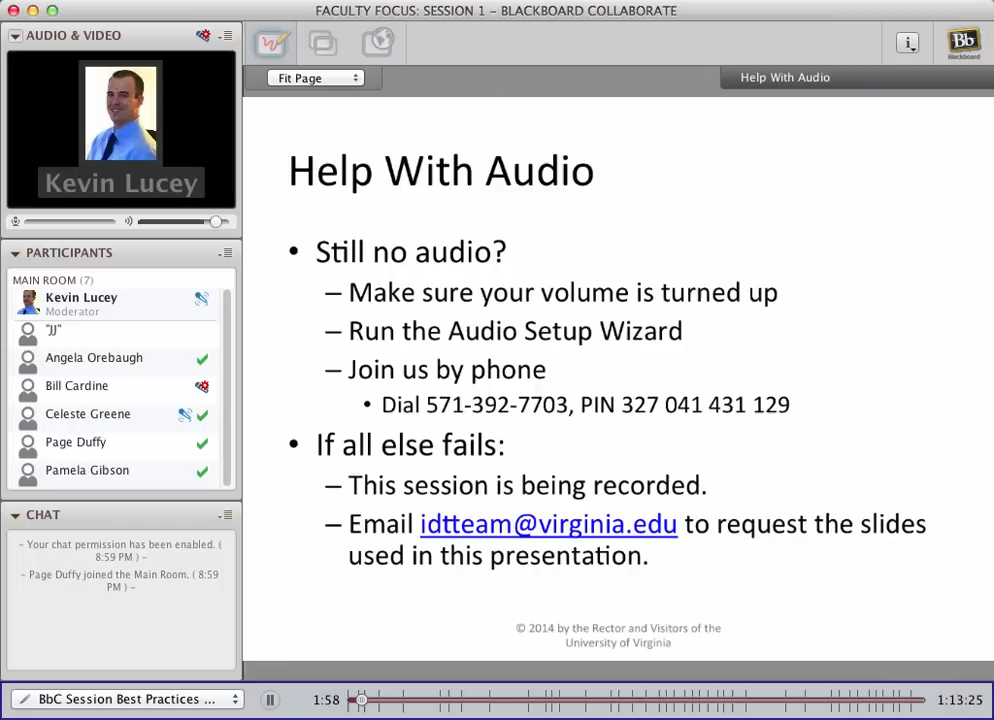 FACULTY FOCUS: SESSION 1 – BLACKBOARD COLLABORATE
AUDIO & VIDEO
Kevin Lucey
PARTICIPANTS
MAIN ROOM (7)
Kevin Lucey
Moderator
"JJ"
Angela Orebaugh
Bill Cardine
Celeste Greene
Page Duffy
Pamela Gibson
CHAT
– Your chat permission has been enabled. (
8:59 PM ) –
– Page Duffy joined the Main Room. ( 8:59
PM ) –
Fit Page
Help With Audio
i
Bb
Blackboard
Help With Audio
• Still no audio?
– Make sure your volume is turned up
– Run the Audio Setup Wizard
– Join us by phone
• Dial 571-392-7703, PIN 327 041 431 129
• If all else fails:
– This session is being recorded.
– Email idtteam@virginia.edu to request the slides
used in this presentation.
© 2014 by the Rector and Visitors of the
University of Virginia
BbC Session Best Practices ...
1:58
1:13:25